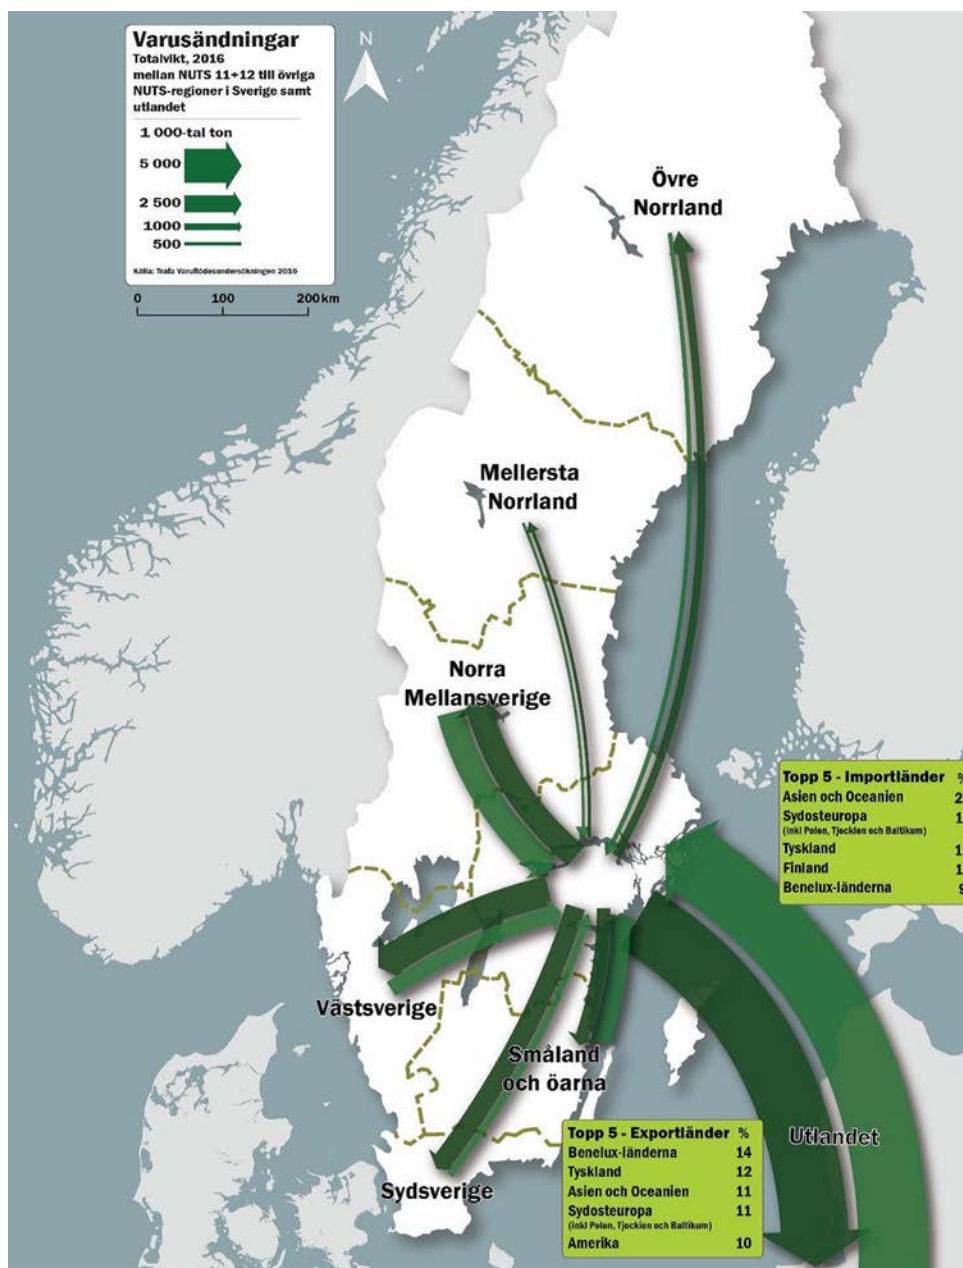 Varusändningar
Totalvikt, 2016
mellan NUTS 11+12 till övriga
NUTS-regioner i Sverige samt
utlandet
1 000-tal ton
5 000
2 500
1000
500
Källa: Trafa Varuflödesundersökningen 2016
0 100 200 km
N
Övre
Norrland
Mellersta
Norrland
Norra
Mellansverige
Västsverige
Småland
och öarna
Sydsverige
Utlandet
Topp 5 - Importländer
Asien och Oceanien
Sydosteuropa
(inkl Polen, Tjeckien och Baltikum)
Tyskland
Finland
Benelux-länderna
Topp 5 - Exportländer %
Benelux-länderna 14
Tyskland 12
Asien och Oceanien 11
Sydosteuropa 11
(inkl Polen, Tjeckien och Baltikum)
Amerika 10